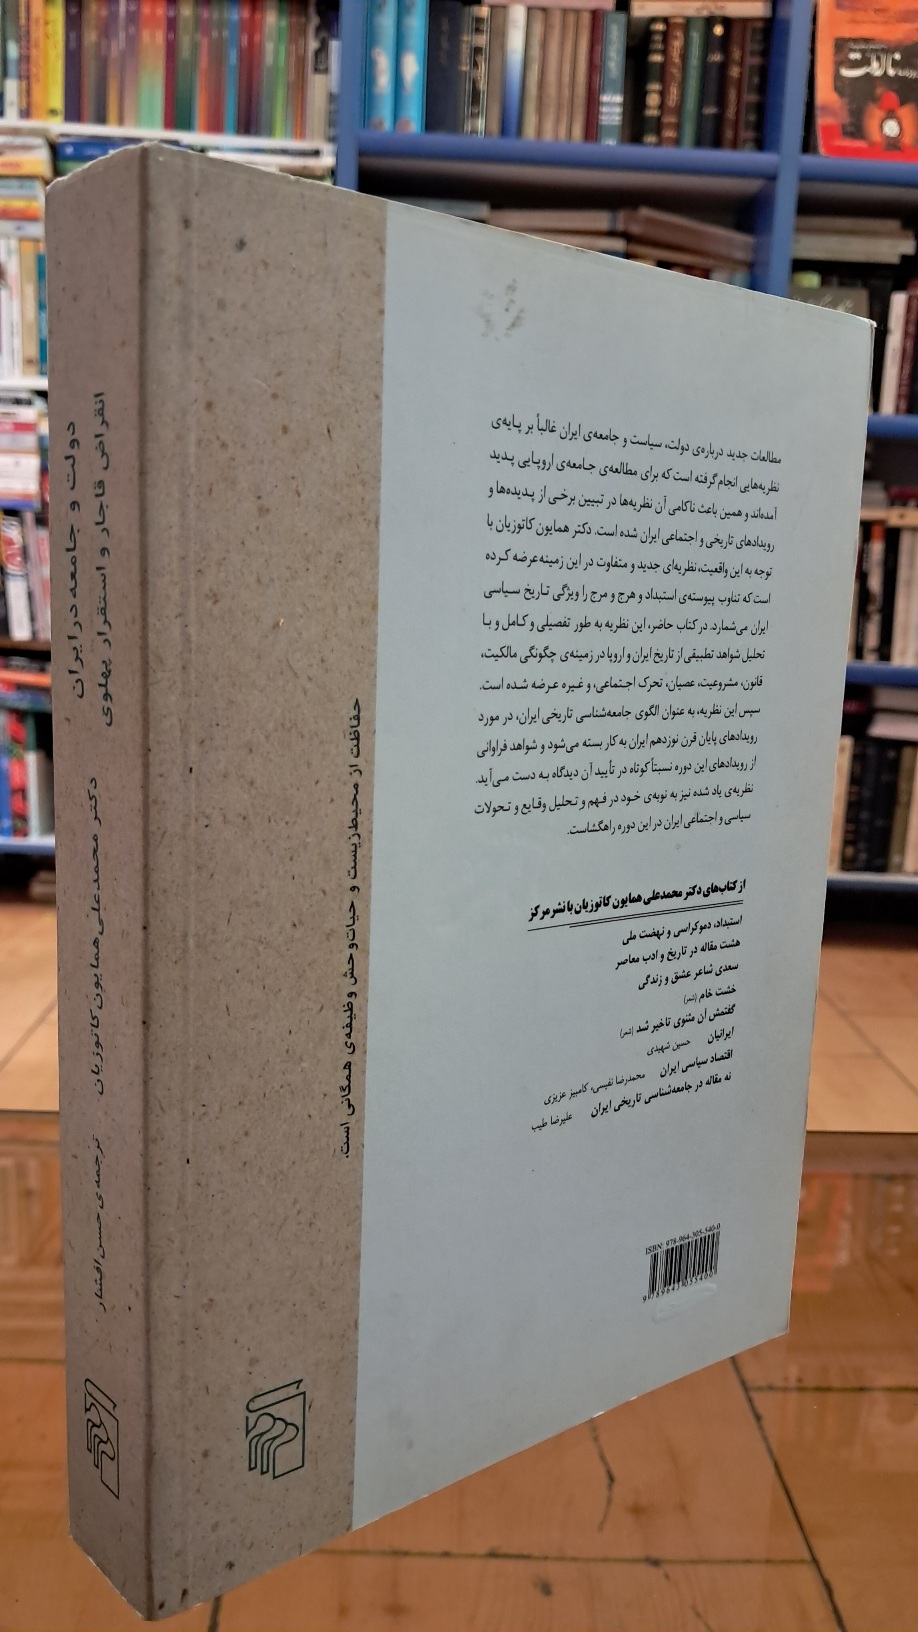 دولت و جامعه در ایران
انقراض قاجار و استقرار پهلوی
دکتر محمدعلی همایون کاتوزیان
ترجمه‌ی حسن افشار
حفاظت از محیط‌زیست و حیات‌وحش وظیفه‌ی همگانی است.
مطالعات جدید درباره‌ی دولت، سیاست و جامعه‌ی ایران غالباً بر پایه‌ی
نظریه‌هایی انجام گرفته است که برای مطالعه‌ی جامعه‌ی اروپایی پدید
آمده‌اند و همین باعث ناکامی آن نظریه‌ها در تبیین برخی از پدیده‌ها و
رویدادهای تاریخی و اجتماعی ایران شده است. دکتر همایون کاتوزیان با
توجه به این واقعیت، نظریه‌ای جدید و متفاوت در این زمینه عرضه کرده
است که تناوب پیوسته‌ی استبداد و هرج و مرج را ویژگی تاریخ سیاسی
ایران می‌شمارد. در کتاب حاضر، این نظریه به طور تفصیلی و کامل و با
تحلیل شواهد تطبیقی از تاریخ ایران و اروپا در زمینه‌ی چگونگی مالکیت،
قانون، مشروعیت، عصیان، تحرک اجتماعی، و غیره عرضه شده است.
سپس این نظریه، به عنوان الگوی جامعه‌شناسی تاریخی ایران، در مورد
رویدادهای پایان قرن نوزدهم ایران به کار بسته می‌شود و شواهد فراوانی
از رویدادهای این دوره نسبتاً کوتاه در تأیید آن دیدگاه به دست می‌آید.
نظریه‌ی یاد شده نیز به نوبه‌ی خود در فهم و تحلیل وقایع و تحولات
سیاسی و اجتماعی ایران در این دوره راهگشاست.
از کتاب‌های دکتر محمدعلی همایون کاتوزیان با نشرمرکز
استبداد، دموکراسی و نهضت ملی
هشت مقاله در تاریخ و ادب معاصر
سعدی شاعر عشق و زندگی
خشت خام (شعر)
گفتمش آن مثنوی تاخیر شد (شعر)
ایرانیان حسین شهیدی
اقتصاد سیاسی ایران محمدرضا نفیسی، کامبیز عزیزی
نه مقاله در جامعه‌شناسی تاریخی ایران علیرضا طیب
ISBN: 978-964-305-540-0
9789643055400